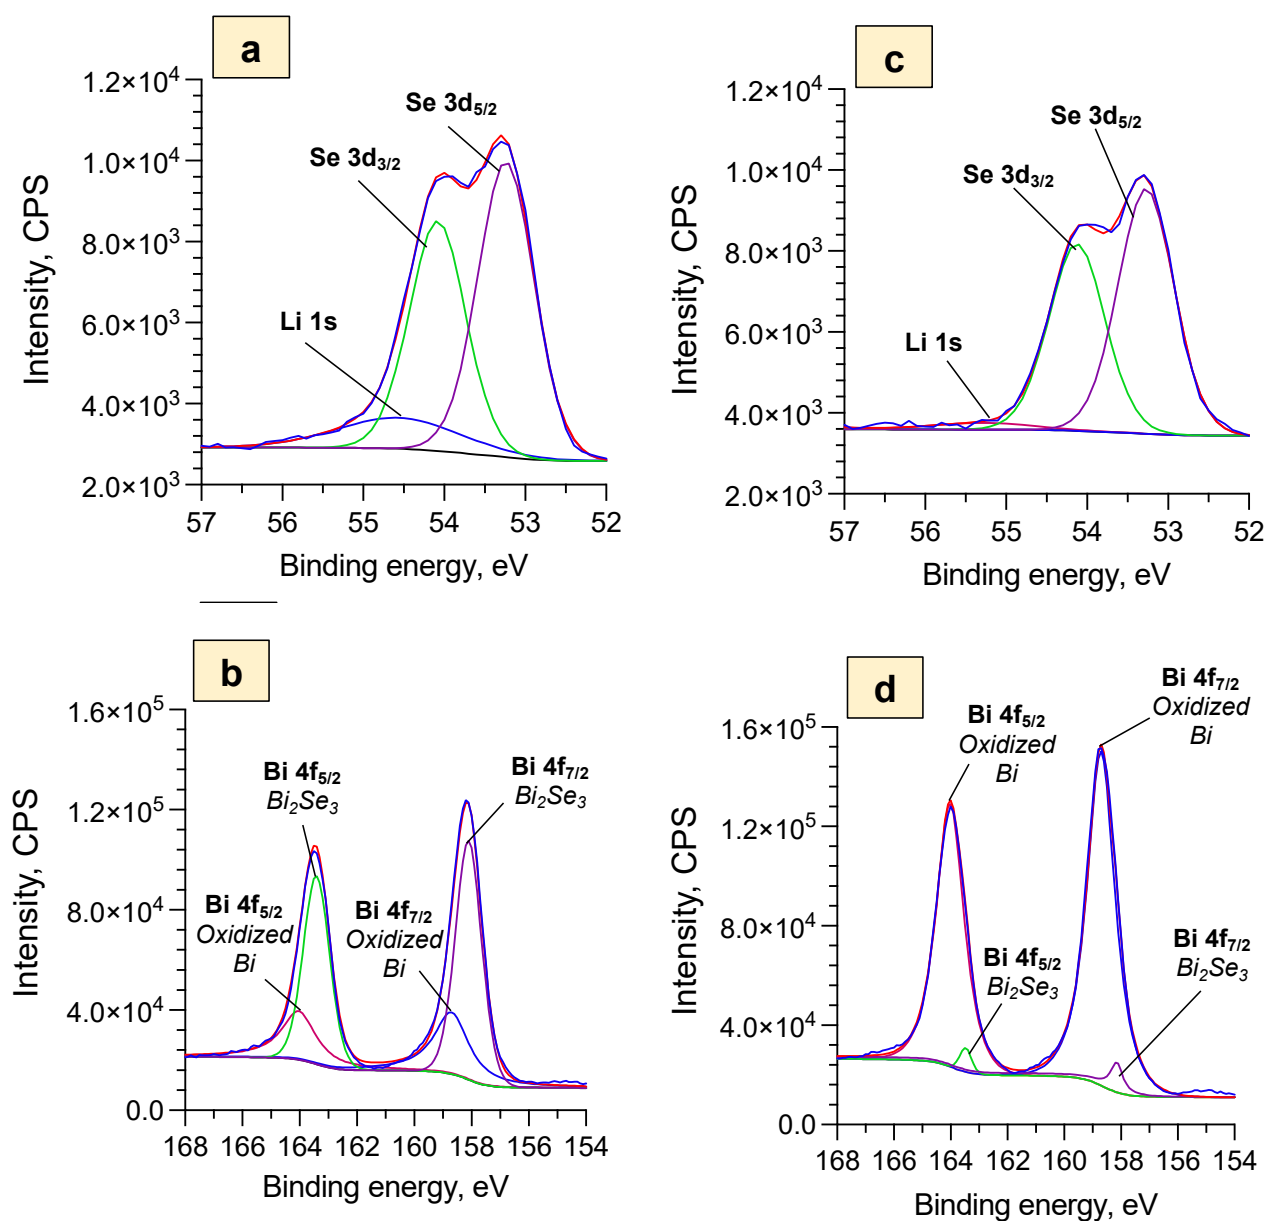 a
Intensity, CPS
1.2×10⁴
1.0×10⁴
8.0×10³
6.0×10³
4.0×10³
2.0×10³
Se 3d₅/₂
Se 3d₃/₂
Li 1s
57 56 55 54 53 52
Binding energy, eV
c
Intensity, CPS
1.2×10⁴
1.0×10⁴
8.0×10³
6.0×10³
4.0×10³
2.0×10³
Se 3d₅/₂
Se 3d₃/₂
Li 1s
57 56 55 54 53 52
Binding energy, eV
b
Intensity, CPS
1.6×10⁵
1.2×10⁵
8.0×10⁴
4.0×10⁴
0.0
Bi 4f₅/₂
Bi₂Se₃
Bi 4f₇/₂
Bi₂Se₃
Bi 4f₅/₂
Oxidized
Bi
Bi 4f₇/₂
Oxidized
Bi
168 166 164 162 160 158 156 154
Binding energy, eV
d
Intensity, CPS
1.6×10⁵
1.2×10⁵
8.0×10⁴
4.0×10⁴
0.0
Bi 4f₇/₂
Oxidized
Bi
Bi 4f₅/₂
Oxidized
Bi
Bi 4f₅/₂
Bi₂Se₃
Bi 4f₇/₂
Bi₂Se₃
168 166 164 162 160 158 156 154
Binding energy, eV